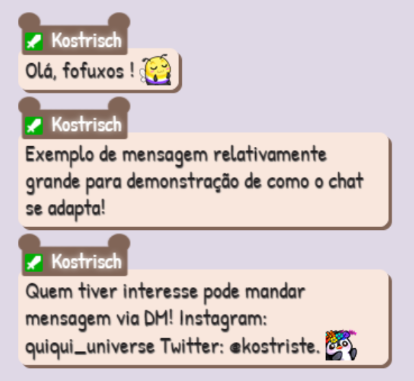 Kostrisch
Olá, fofuxos !
Kostrisch
Exemplo de mensagem relativamente
grande para demonstração de como o chat
se adapta!
Kostrisch
Quem tiver interesse pode mandar
mensagem via DM! Instagram:
quiqui_universe Twitter: @kostriste.